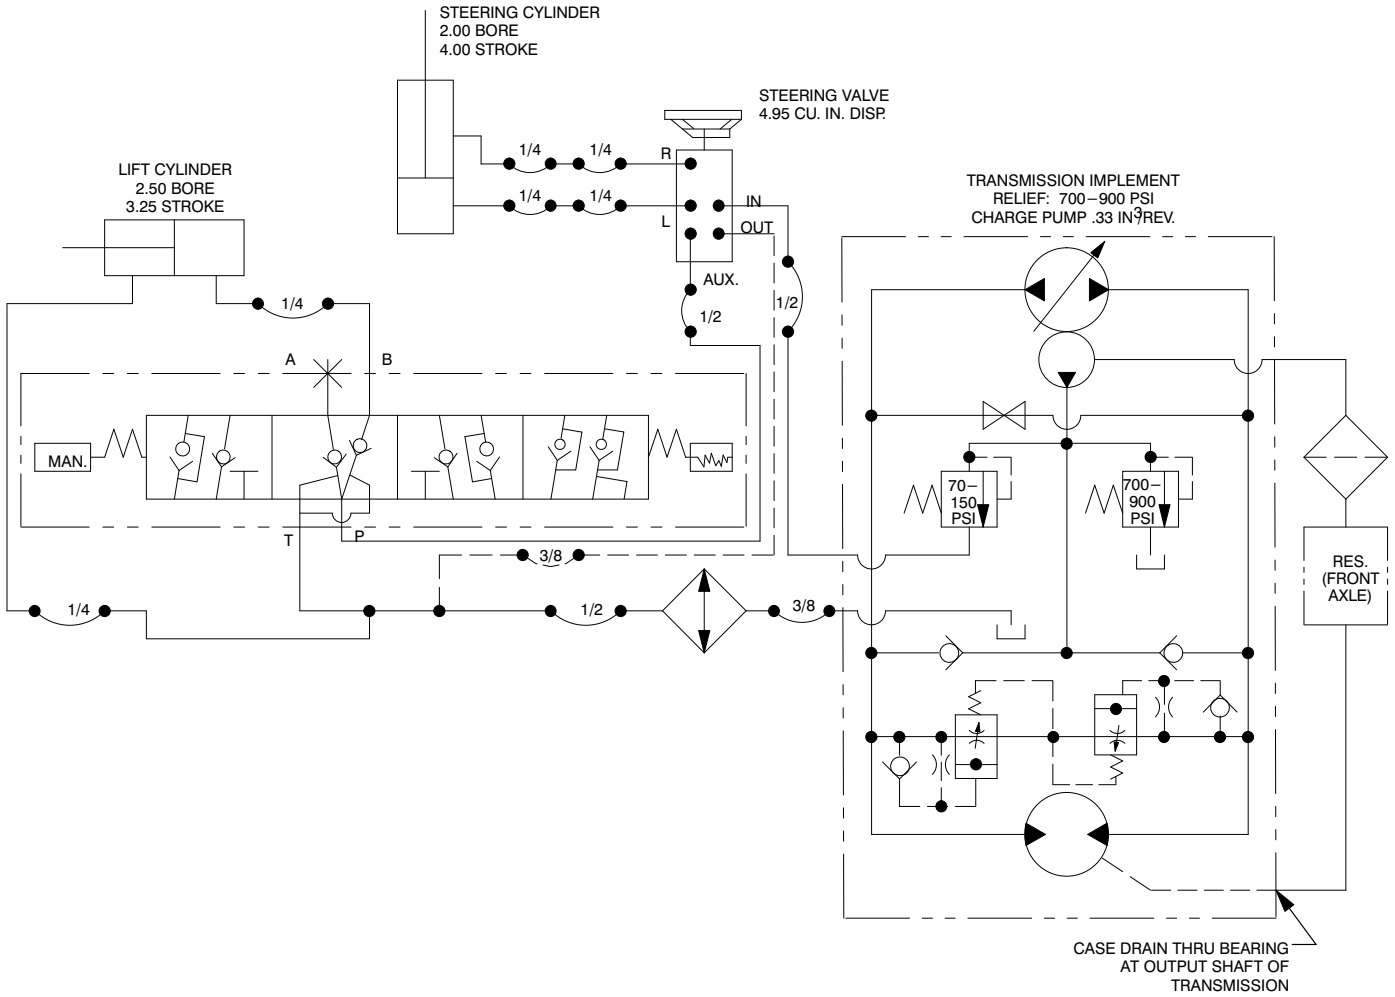 STEERING CYLINDER
2.00 BORE
4.00 STROKE
STEERING VALVE
4.95 CU. IN. DISP.
LIFT CYLINDER
2.50 BORE
3.25 STROKE
1/4
1/4
R
TRANSMISSION IMPLEMENT
RELIEF: 700–900 PSI
CHARGE PUMP .33 IN3/REV.
1/4
1/4
IN
L
OUT
AUX.
1/4
1/2
1/2
A
B
MAN.
70–
150
PSI
700–
900
PSI
T
P
3/8
RES.
(FRONT
AXLE)
1/4
1/2
3/8
CASE DRAIN THRU BEARING
AT OUTPUT SHAFT OF
TRANSMISSION